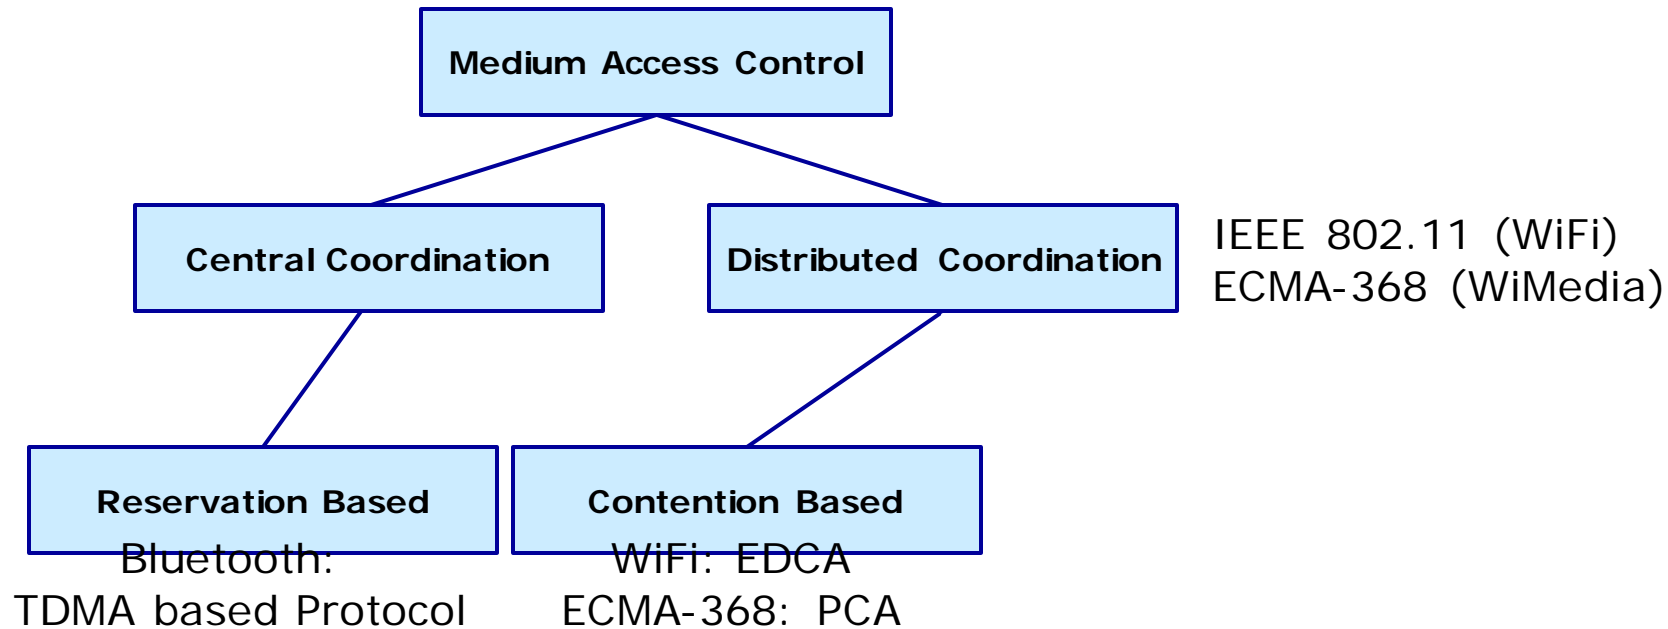 Medium Access Control
Central Coordination
Distributed Coordination
IEEE 802.11 (WiFi)
ECMA-368 (WiMedia)
Reservation Based
Contention Based
Bluetooth:
TDMA based Protocol
WiFi: EDCA
ECMA-368: PCA